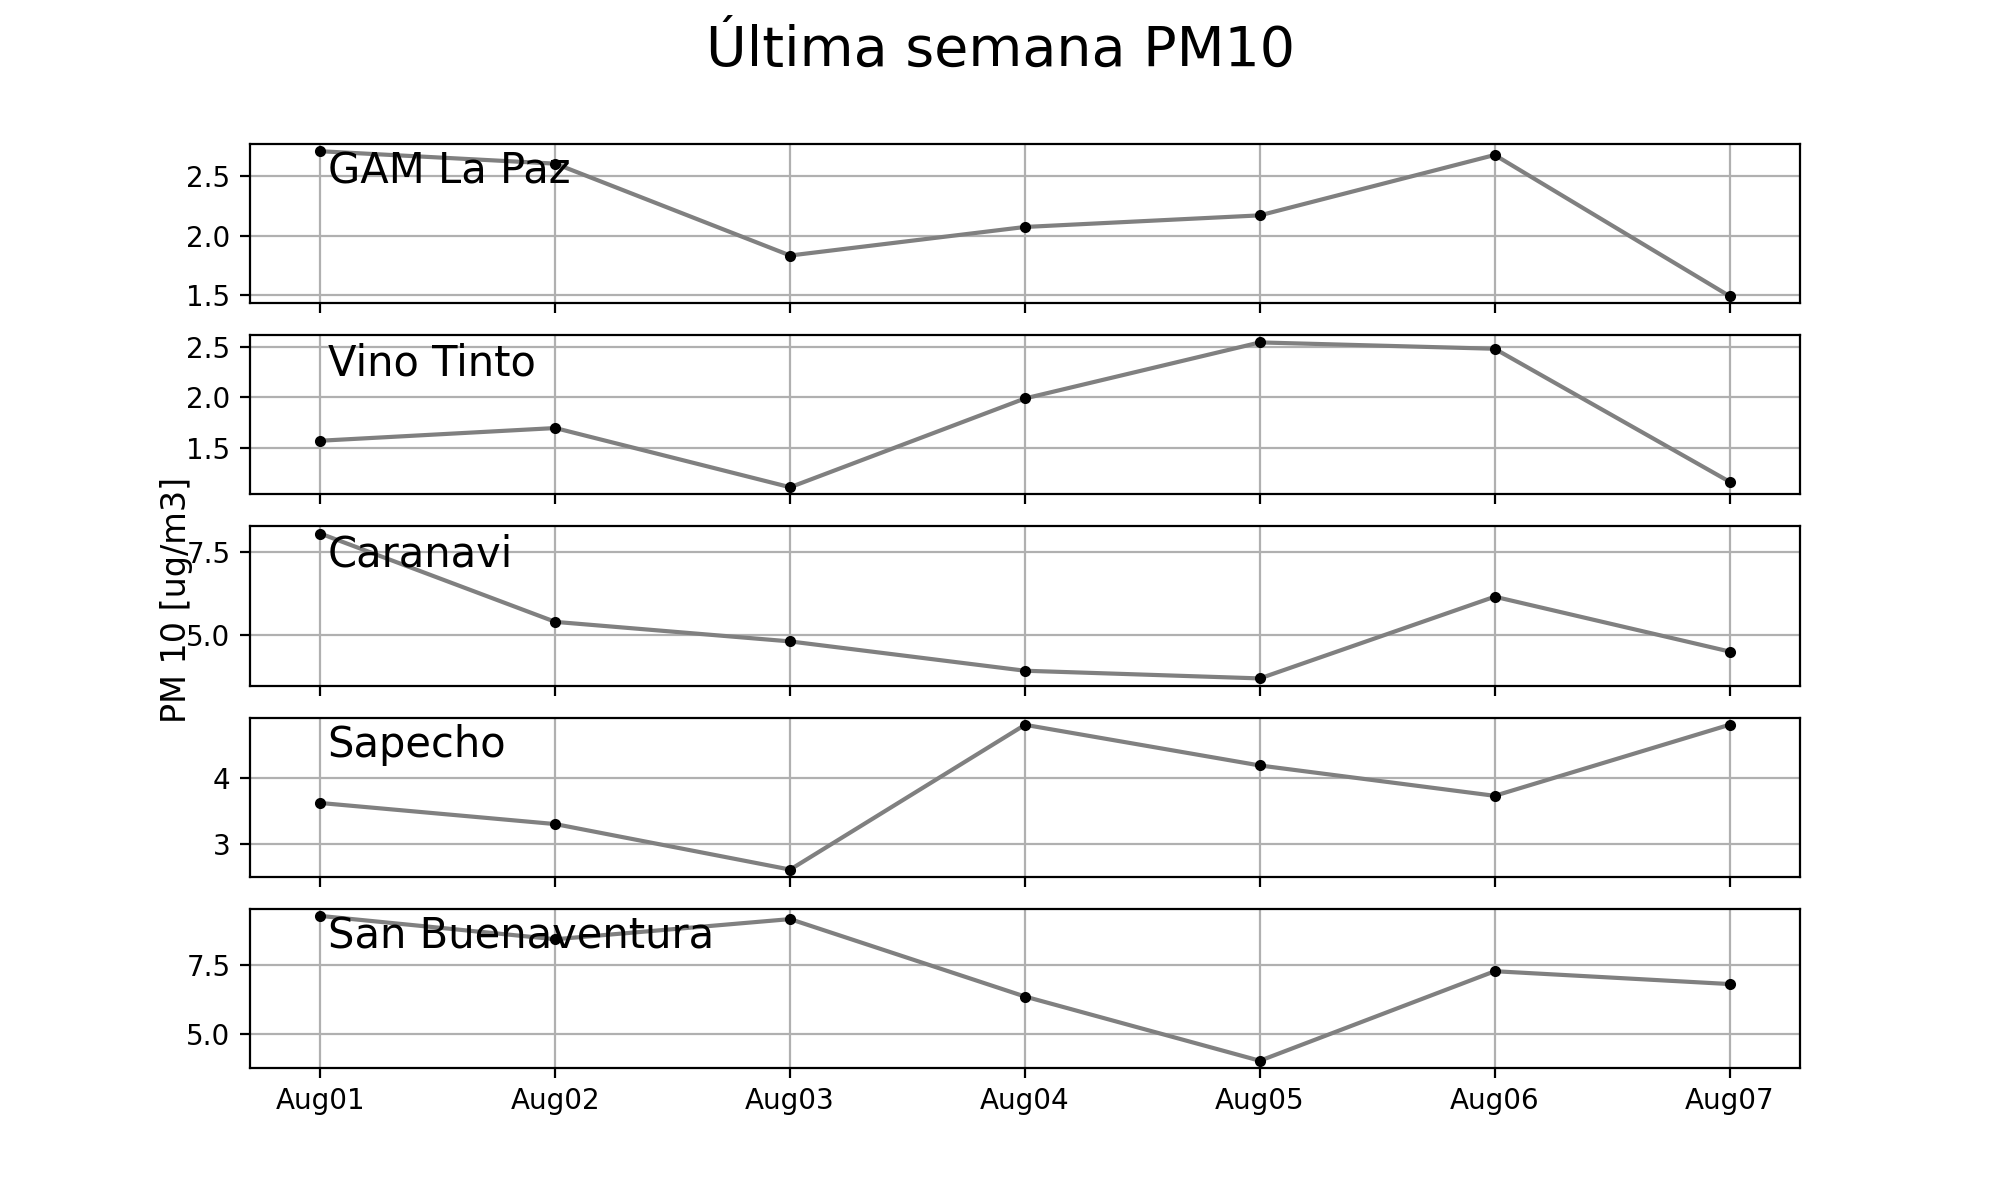 Última semana PM10
GAM La Paz
2.5
2.0
1.5
Vino Tinto
2.5
2.0
1.5
PM 10 [ug/m3]
Caranavi
7.5
5.0
Sapecho
4
3
San Buenaventura
7.5
5.0
Aug01 Aug02 Aug03 Aug04 Aug05 Aug06 Aug07